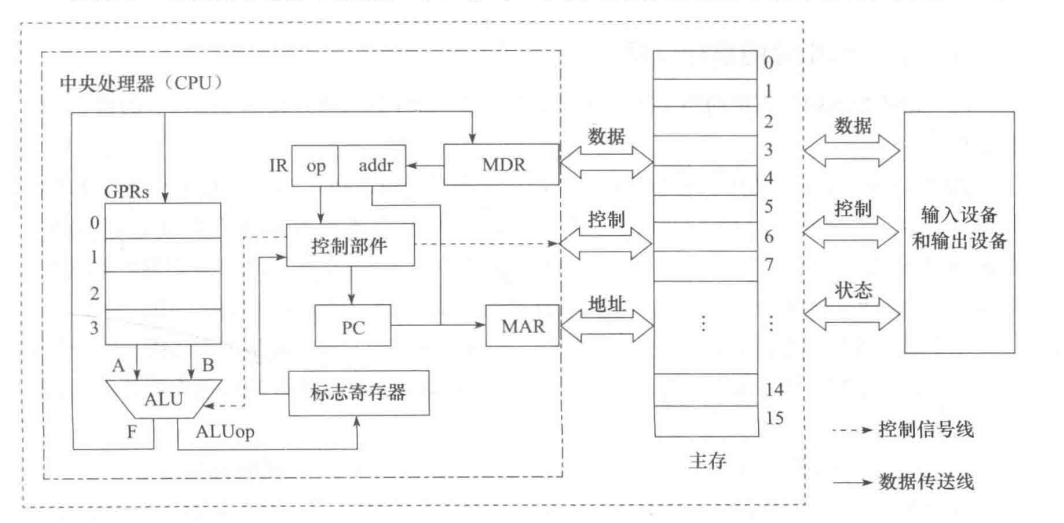 中央处理器（CPU）
IR
op
addr
MDR
GPRs
0
1
2
3
控制部件
PC
MAR
A
B
ALU
F
ALUop
标志寄存器
数据
控制
地址
0
1
2
3
4
5
6
7
⋮
⋮
14
15
主存
数据
控制
状态
输入设备
和输出设备
控制信号线
数据传送线